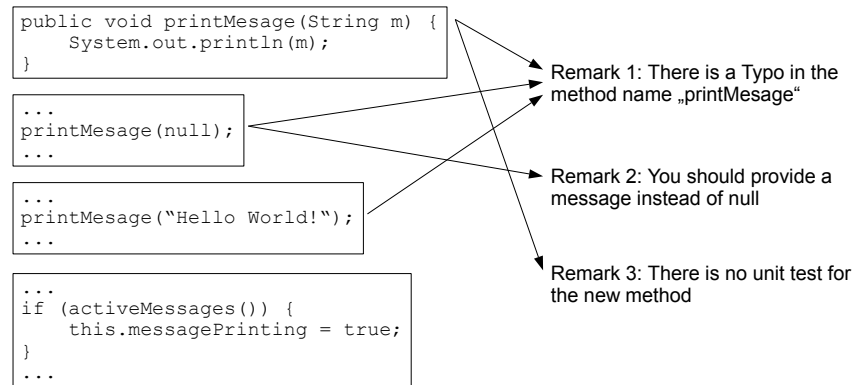 public void printMesage(String m) {
System.out.println(m);
}
...
printMesage(null);
...
...
printMesage(“Hello World!“);
...
...
if (activeMessages()) {
this.messagePrinting = true;
}
...
Remark 1: There is a Typo in the
method name „printMesage“
Remark 2: You should provide a
message instead of null
Remark 3: There is no unit test for
the new method